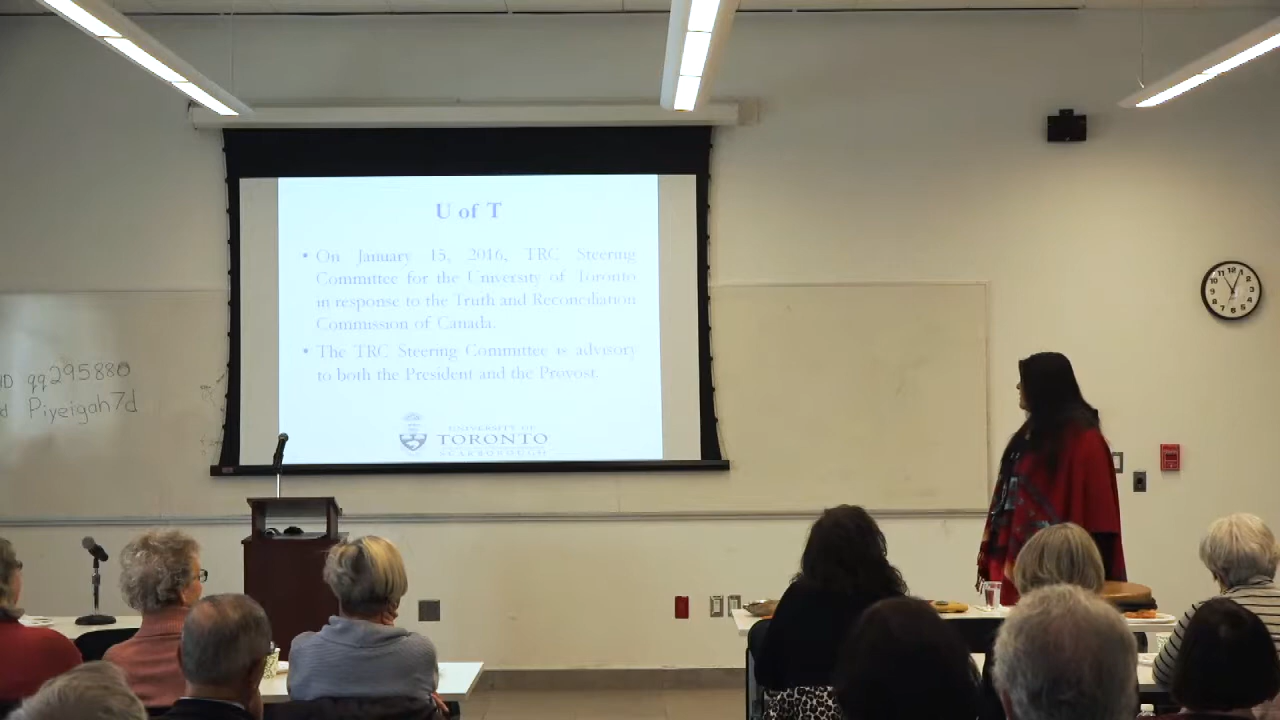 U of T
• On January 15, 2016, TRC Steering
Committee for the University of Toronto
in response to the Truth and Reconciliation
Commission of Canada.
• The TRC Steering Committee is advisory
to both the President and the Provost.
UNIVERSITY OF
TORONTO
SCARBOROUGH
ID qq295880
d Piyeigah7d